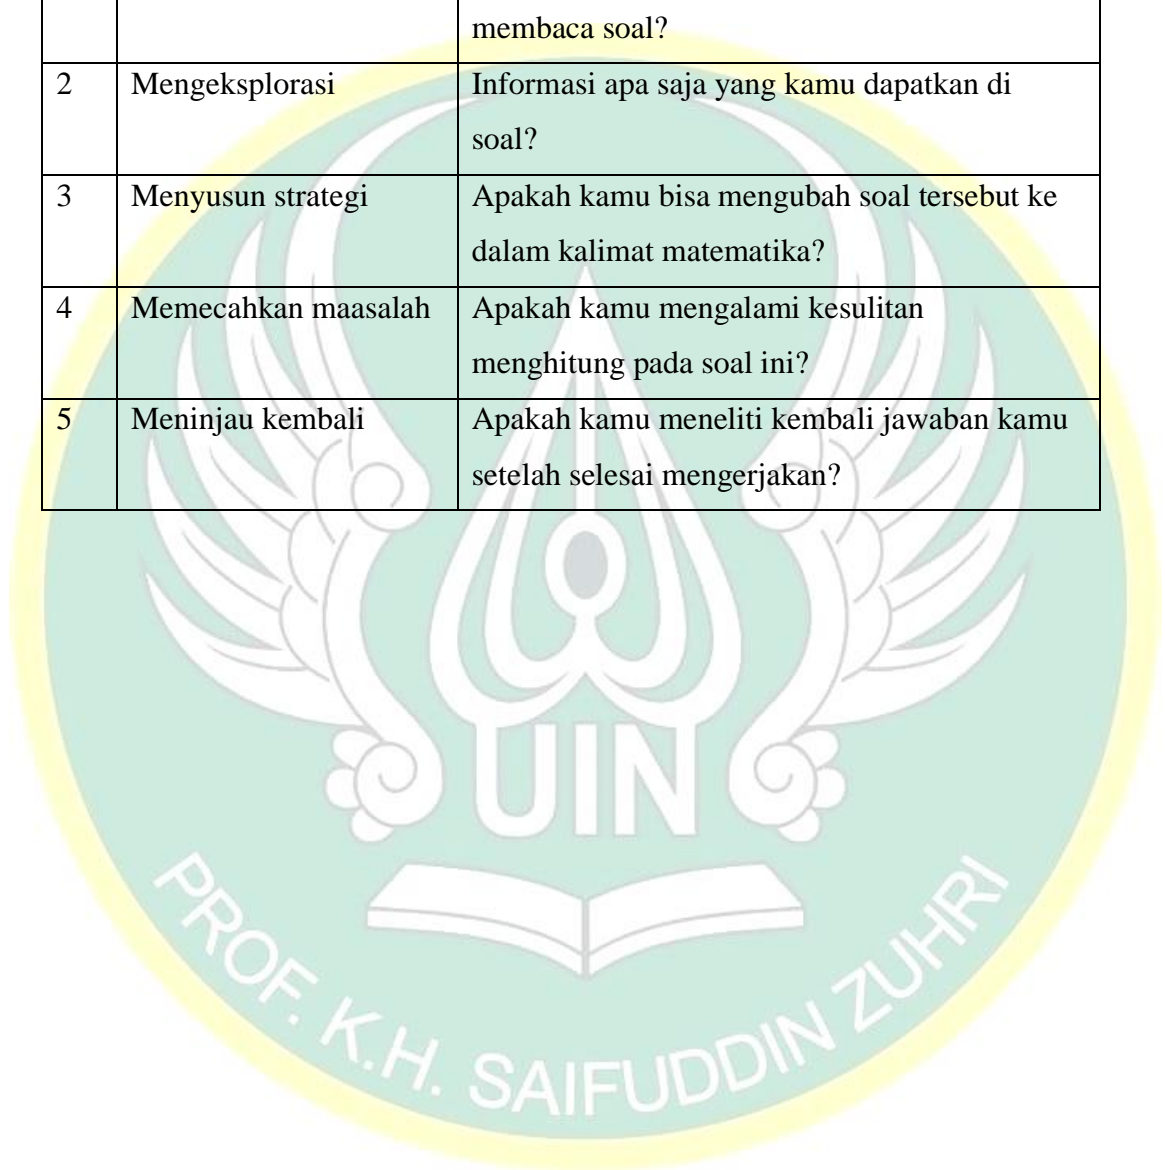 membaca soal?
2 Mengeksplorasi Informasi apa saja yang kamu dapatkan di
soal?
3 Menyusun strategi Apakah kamu bisa mengubah soal tersebut ke
dalam kalimat matematika?
4 Memecahkan maasalah Apakah kamu mengalami kesulitan
menghitung pada soal ini?
5 Meninjau kembali Apakah kamu meneliti kembali jawaban kamu
setelah selesai mengerjakan?
UIN
PROF. K.H. SAIFUDDIN ZUHRI